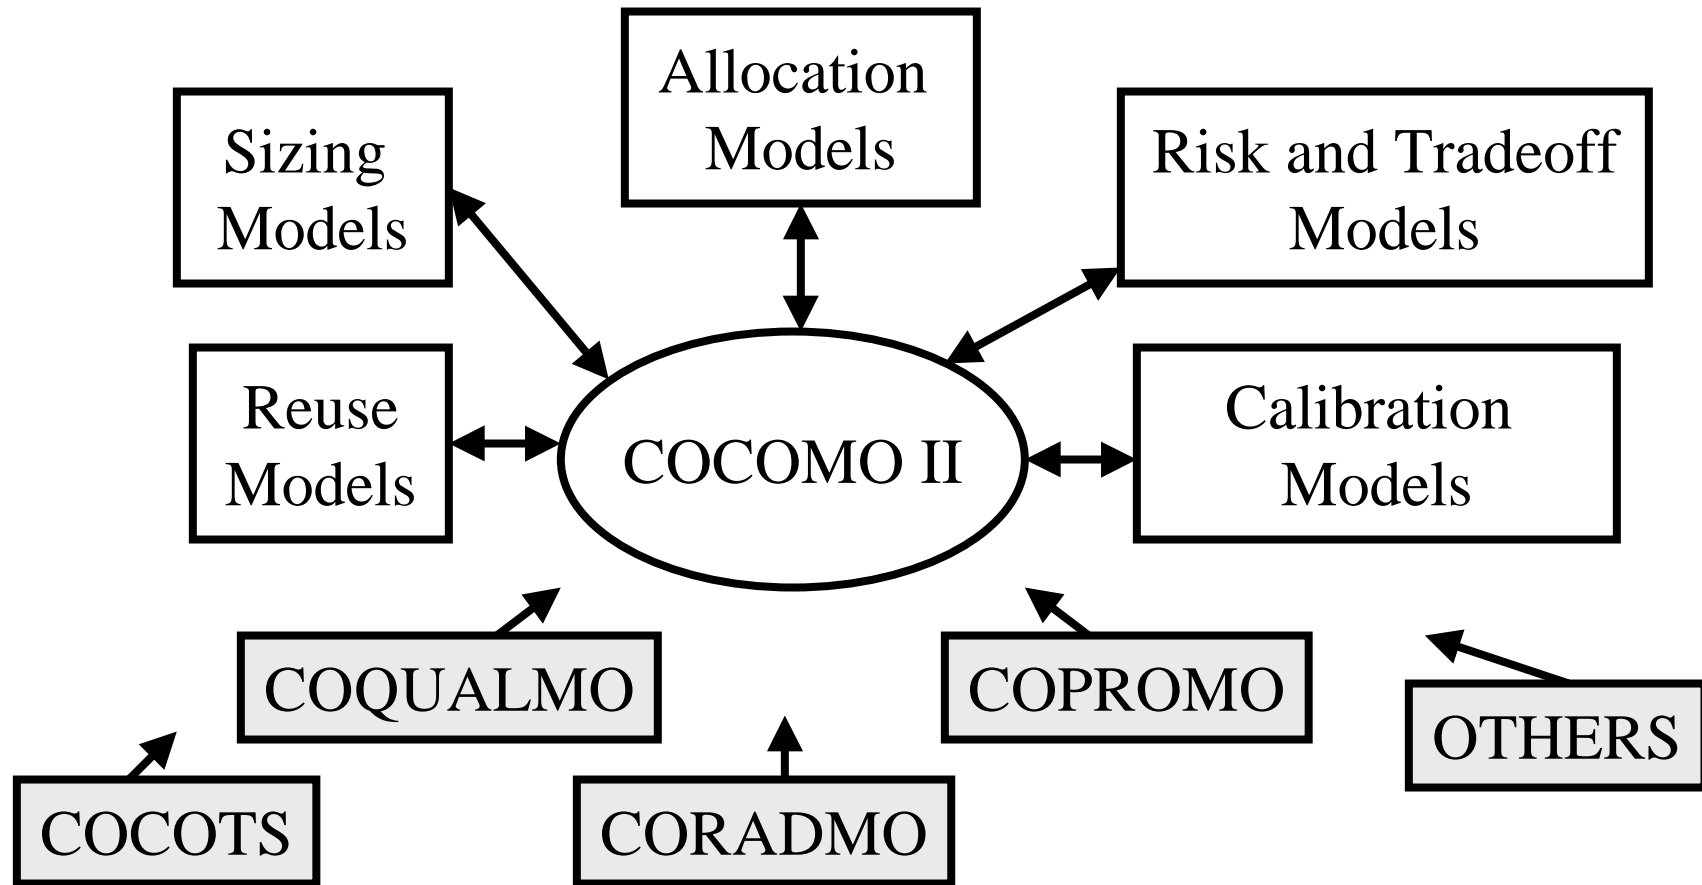 Allocation
Models
Sizing
Models
Risk and Tradeoff
Models
Reuse
Models
COCOMO II
Calibration
Models
COQUALMO
COPROMO
OTHERS
COCOTS
CORADMO